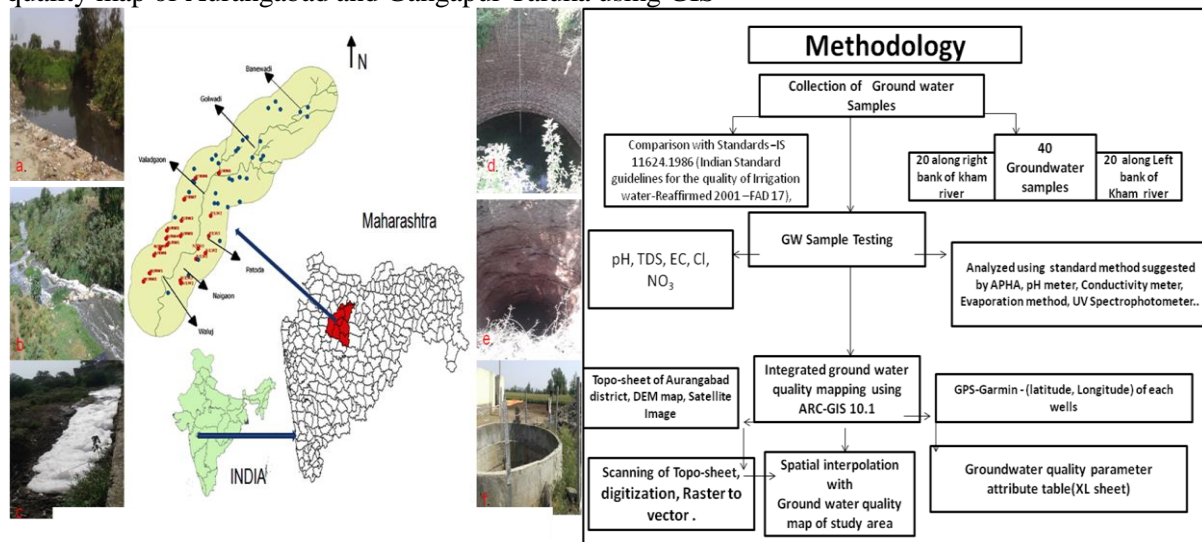 quality map of Aurangabad and Gangapur Taluka using GIS
a.
b.
c.
N
Banewadi
Golwadi
Valadgaon
Patoda
Naigaon
Waluj
Maharashtra
INDIA
d.
e.
f.
Methodology
Collection of Ground water
Samples
Comparison with Standards–IS
11624.1986 (Indian Standard
guidelines for the quality of Irrigation
water-Reaffirmed 2001 –FAD 17),
20 along right
bank of kham
river
40
Groundwater
samples
20 along Left
bank of
Kham river
GW Sample Testing
pH, TDS, EC, Cl,
NO3
Analyzed using standard method suggested
by APHA, pH meter, Conductivity meter,
Evaporation method, UV Spectrophotometer..
Topo-sheet of Aurangabad
district, DEM map, Satellite
Image
Integrated ground water
quality mapping using
ARC-GIS 10.1
GPS-Garmin - (latitude, Longitude) of each
wells
Scanning of Topo-sheet,
digitization, Raster to
vector .
Spatial interpolation
with
Ground water quality
map of study area
Groundwater quality parameter
attribute table(XL sheet)